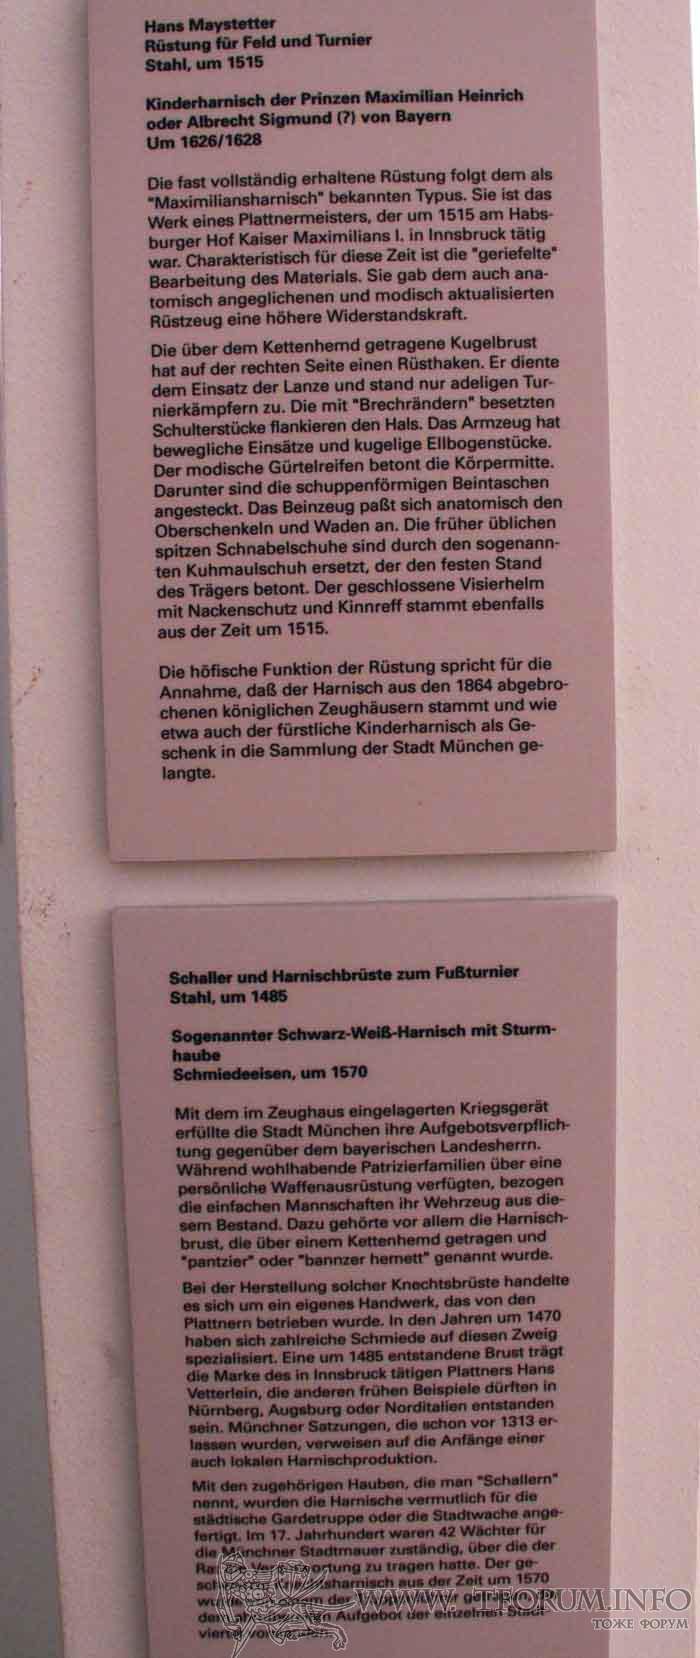 Hans Maystetter
Rüstung für Feld und Turnier
Stahl, um 1515
Kinderharnisch der Prinzen Maximilian Heinrich
oder Albrecht Sigmund (?) von Bayern
Um 1626/1628
Die fast vollständig erhaltene Rüstung folgt dem als
"Maximiliansharnisch" bekannten Typus. Sie ist das
Werk eines Plattnermeisters, der um 1515 am Habs-
burger Hof Kaiser Maximilians I. in Innsbruck tätig
war. Charakteristisch für diese Zeit ist die "geriefelte"
Bearbeitung des Materials. Sie gab dem auch ana-
tomisch angeglichenen und modisch aktualisierten
Rüstzeug eine höhere Widerstandskraft.
Die über dem Kettenhemd getragene Kugelbrust
hat auf der rechten Seite einen Rüsthaken. Er diente
dem Einsatz der Lanze und stand nur adeligen Tur-
nierkämpfern zu. Die mit "Brechrändern" besetzten
Schulterstücke flankieren den Hals. Das Armzeug hat
bewegliche Einsätze und kugelige Ellbogenstücke.
Der modische Gürtelreifen betont die Körpermitte.
Darunter sind die schuppenförmigen Beintaschen
angesteckt. Das Beinzeug paßt sich anatomisch den
Oberschenkeln und Waden an. Die früher üblichen
spitzen Schnabelschuhe sind durch den sogenann-
ten Kuhmaulschuh ersetzt, der den festen Stand
des Trägers betont. Der geschlossene Visierhelm
mit Nackenschutz und Kinnreff stammt ebenfalls
aus der Zeit um 1515.
Die höfische Funktion der Rüstung spricht für die
Annahme, daß der Harnisch aus den 1864 abgebro-
chenen königlichen Zeughäusern stammt und wie
etwa auch der fürstliche Kinderharnisch als Ge-
schenk in die Sammlung der Stadt München ge-
langte.
Schaller und Harnischbrüste zum Fußturnier
Stahl, um 1485
Sogenannter Schwarz-Weiß-Harnisch mit Sturm-
haube
Schmiedeeisen, um 1570
Mit dem im Zeughaus eingelagerten Kriegsgerät
erfüllte die Stadt München ihre Aufgebotsverpflich-
tung gegenüber dem bayerischen Landesherrn.
Während wohlhabende Patrizierfamilien über eine
persönliche Waffenausrüstung verfügten, bezogen
die einfachen Mannschaften ihr Wehrzeug aus die-
sem Bestand. Dazu gehörte vor allem die Harnisch-
brust, die über einem Kettenhemd getragen und
"pantzier" oder "bannzer hemett" genannt wurde.
Bei der Herstellung solcher Knechtsbrüste handelte
es sich um ein eigenes Handwerk, das von den
Plattnern betrieben wurde. In den Jahren um 1470
haben sich zahlreiche Schmiede auf diesen Zweig
spezialisiert. Eine um 1485 entstandene Brust trägt
die Marke des in Innsbruck tätigen Plattners Hans
Vetterlein, die anderen frühen Beispiele dürften in
Nürnberg, Augsburg oder Norditalien entstanden
sein. Münchner Satzungen, die schon vor 1313 er-
lassen wurden, verweisen auf die Anfänge einer
auch lokalen Harnischproduktion.
Mit den zugehörigen Hauben, die man "Schallern"
nennt, wurden die Harnische vermutlich für die
städtische Gardetruppe oder die Stadtwache ange-
fertigt. Im 17. Jahrhundert waren 42 Wächter für
die Münchner Stadtmauer zuständig, über die der
zu tragen hatte. Der ge-
aus der Zeit um 1570
getragen
Aufgebot der einzelnen Stadt-
WWW.TFORUM.INFO
ТОЖЕ ФОРУМ